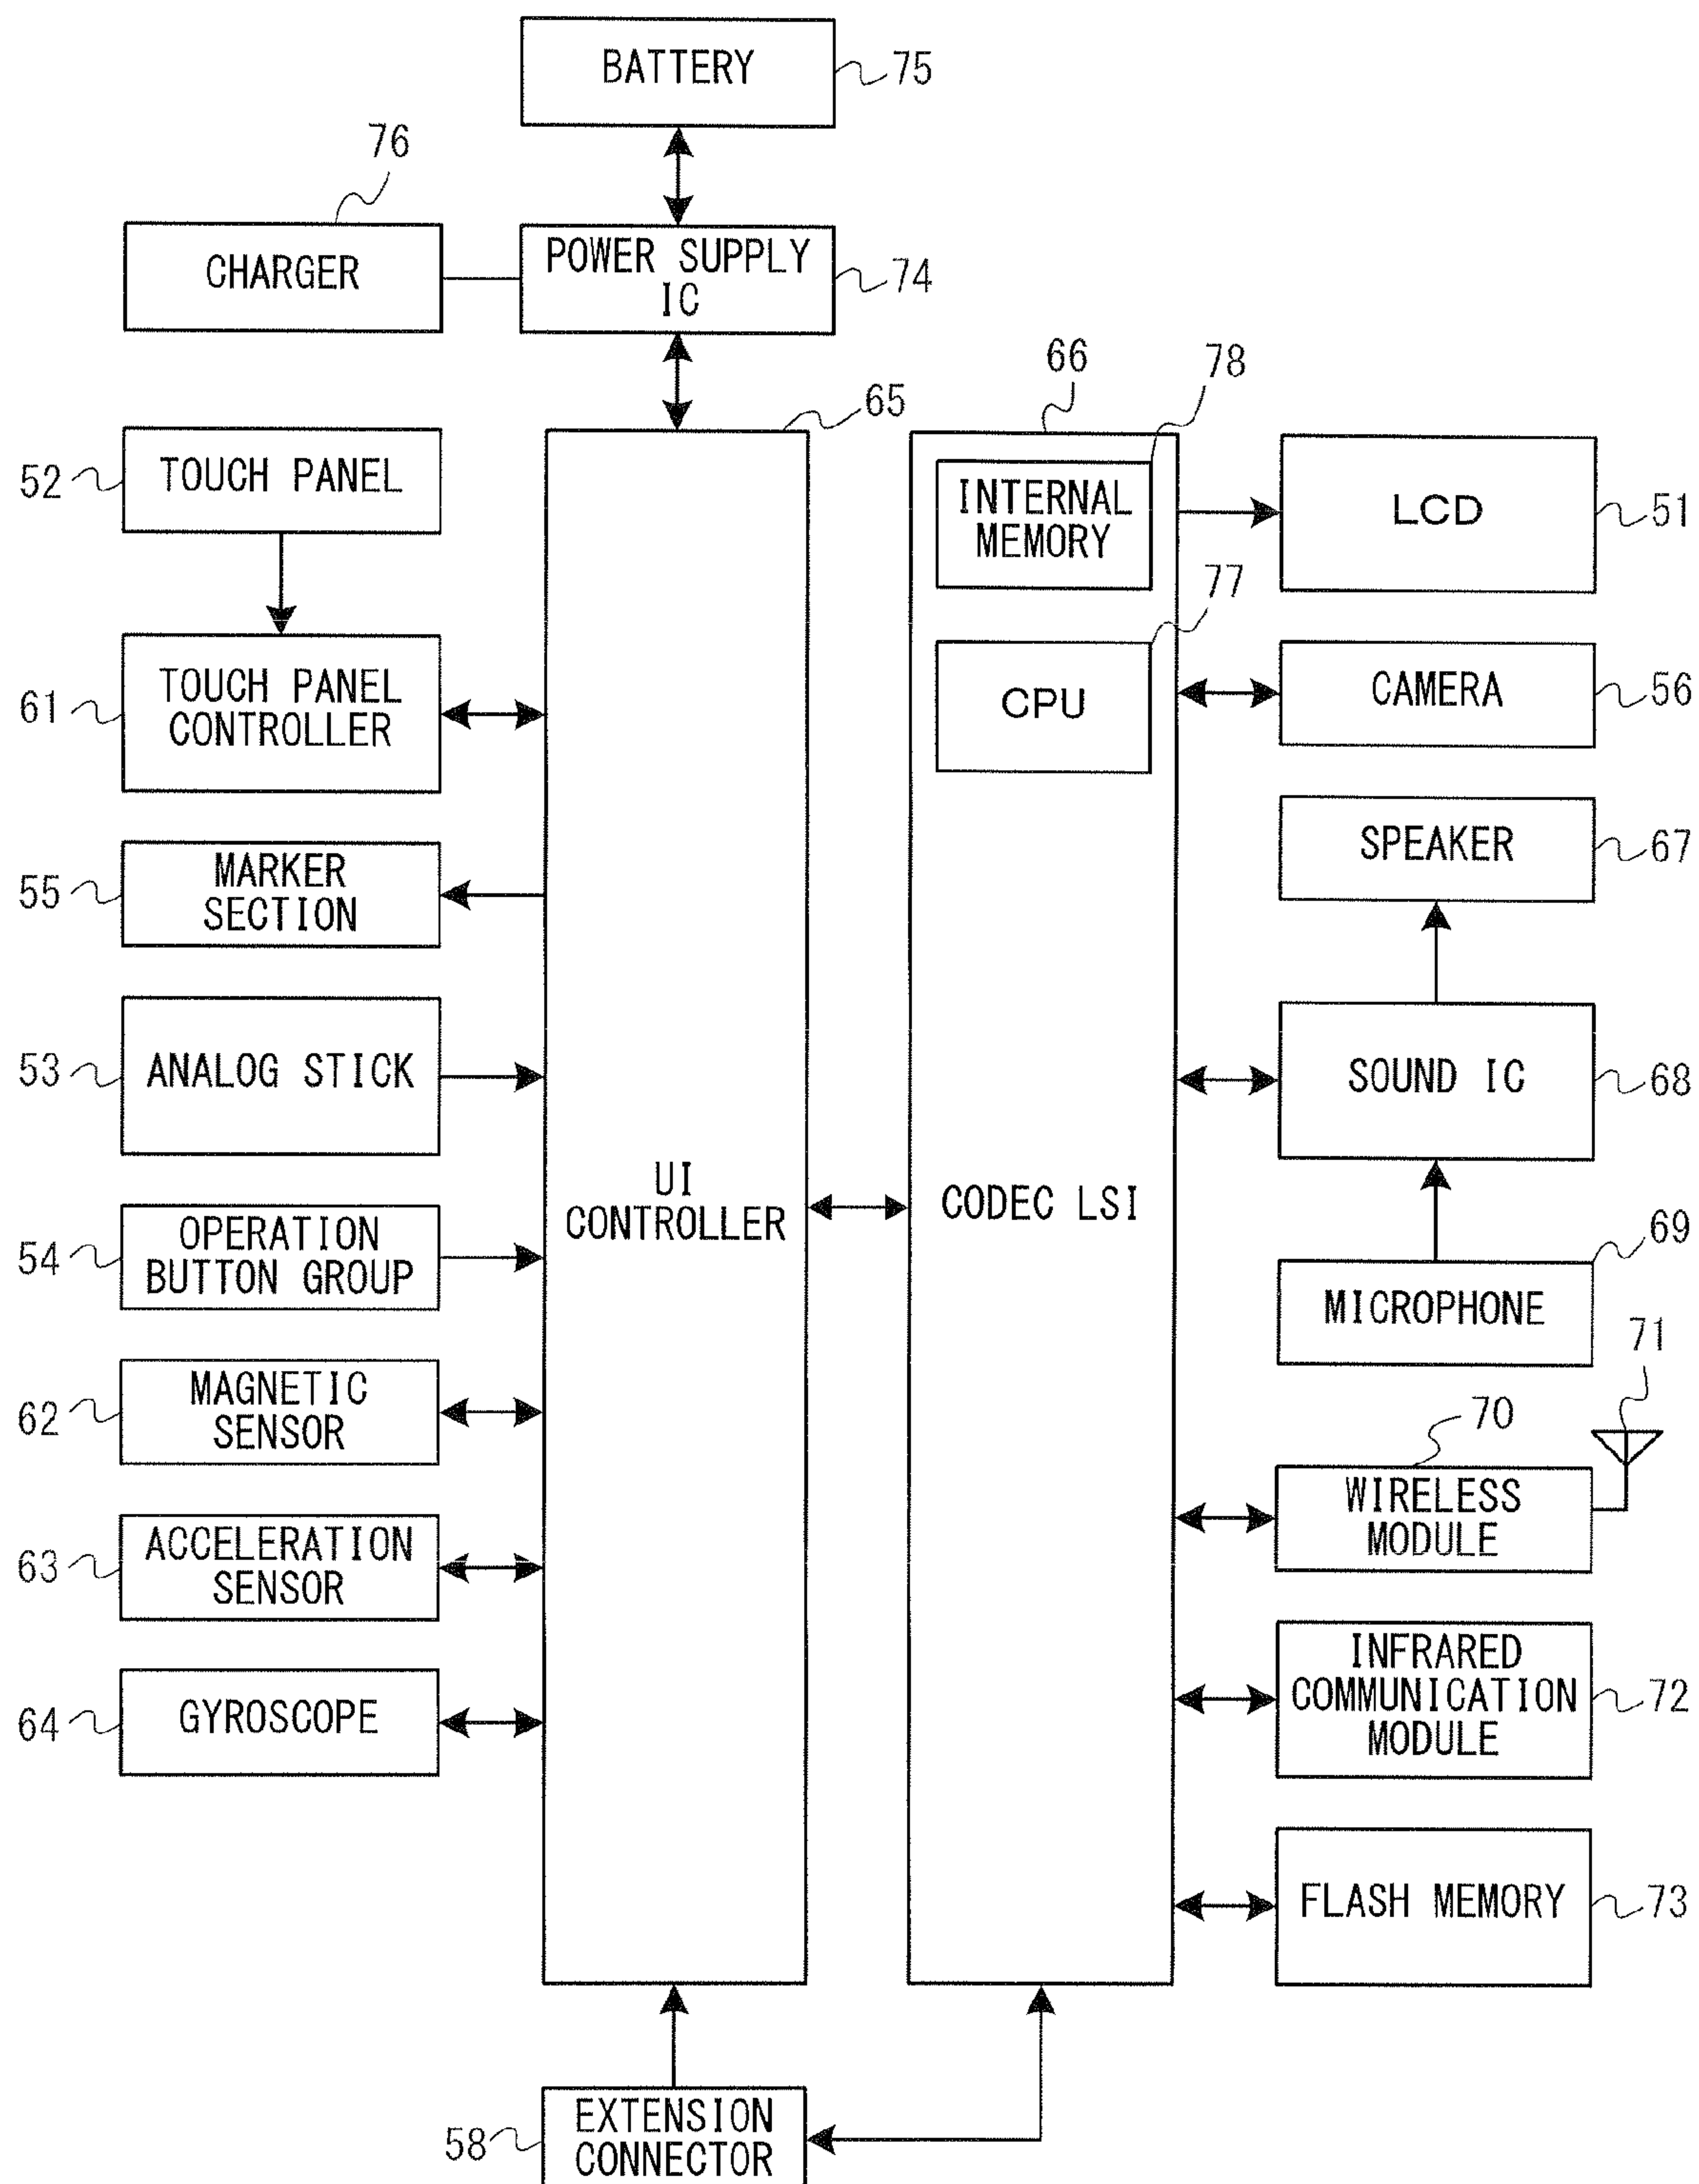 BATTERY
75
76
CHARGER
POWER SUPPLY
IC
74
65
66
78
52
TOUCH PANEL
INTERNAL
MEMORY
LCD
51
77
61
TOUCH PANEL
CONTROLLER
CPU
CAMERA
56
SPEAKER
67
55
MARKER
SECTION
53
ANALOG STICK
SOUND IC
68
UI
CONTROLLER
CODEC LSI
54
OPERATION
BUTTON GROUP
69
MICROPHONE
71
62
MAGNETIC
SENSOR
70
WIRELESS
MODULE
63
ACCELERATION
SENSOR
64
GYROSCOPE
INFRARED
COMMUNICATION
MODULE
72
FLASH MEMORY
73
58
EXTENSION
CONNECTOR